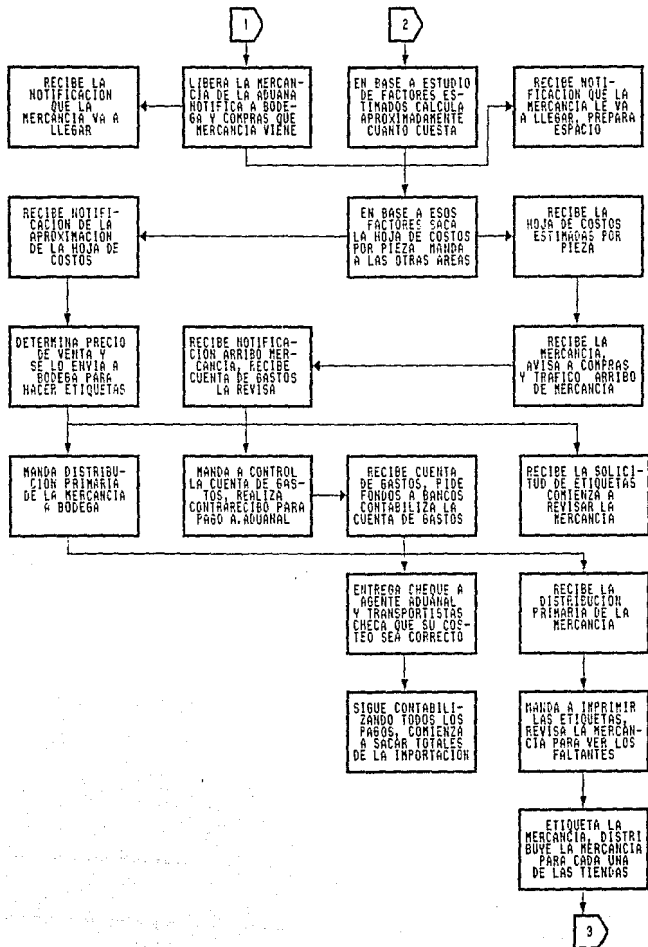 1
2
RECIBE LA
NOTIFICACION
QUE LA
MERCANCIA VA A
LLEGAR
LIBERA LA MERCAN-
CIA DE LA ADUANA
NOTIFICA A BODE-
GA Y COMPRAS QUE
MERCANCIA VIENE
EN BASE A ESTUDIO
DE FACTORES ES-
TIMADOS CALCULA
APROXIMADAMENTE
CUANTO CUESTA
RECIBE NOTI-
FICACION QUE LA
MERCANCIA LE VA
A LLEGAR, PREPARA
ESPACIO
RECIBE NOTIFI-
CACION DE LA
APROXIMACION
DE LA HOJA DE
COSTOS
EN BASE A ESOS
FACTORES SACA
LA HOJA DE COSTOS
POR PIEZA MANDA
A LAS OTRAS AREAS
RECIBE LA
HOJA DE COSTOS
ESTIMADAS POR
PIEZA
DETERMINA PRECIO
DE VENTA Y
SE LO ENVIA A
BODEGA PARA
HACER ETIQUETAS
RECIBE NOTIFICA-
CION ARRIBO MER-
CANCIA, RECIBE
CUENTA DE GASTOS
LA REVISA
RECIBE LA
MERCANCIA,
AVISA A COMPRAS
Y TRAFICO ARRIBO
DE MERCANCIA
MANDA DISTRIBU-
CION PRIMARIA
DE LA MERCANCIA
A BODEGA
MANDA A CONTROL
LA CUENTA DE GAS-
TOS, REALIZA
CONTRARECIBO PARA
PAGO A.ADUANAL
RECIBE CUENTA
DE GASTOS, PIDE
FONDOS A BANCOS
CONTABILIZA LA
CUENTA DE GASTOS
RECIBE LA SOLICI-
TUD DE ETIQUETAS
COMIENZA A
REVISAR LA
MERCANCIA
ENTREGA CHEQUE A
AGENTE ADUANAL
Y TRANSPORTISTAS
CHECA QUE SU COS-
TEO SEA CORRECTO
RECIBE LA
DISTRIBUCION
PRIMARIA DE LA
MERCANCIA
SIGUE CONTABILI-
ZANDO TODOS LOS
PAGOS, COMIENZA
A SACAR TOTALES
DE LA IMPORTACION
MANDA A IMPRIMIR
LAS ETIQUETAS,
REVISA LA MERCAN-
CIA PARA VER LOS
FALTANTES
ETIQUETA LA
MERCANCIA, DISTRI
BUYE LA MERCANCIA
PARA CADA UNA
DE LAS TIENDAS
3